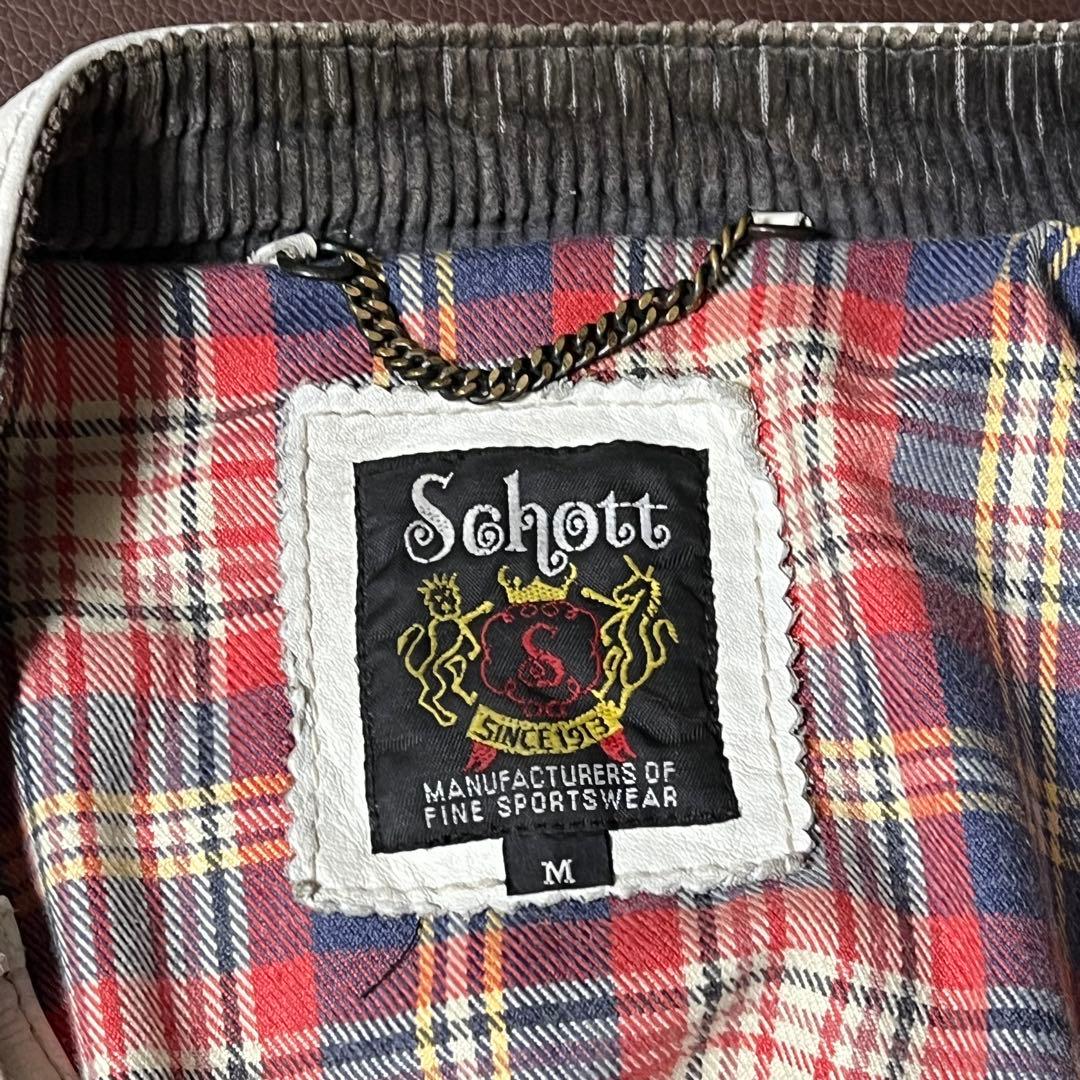 Schott
S
SINCE 1913
MANUFACTURERS OF
FINE SPORTSWEAR
M